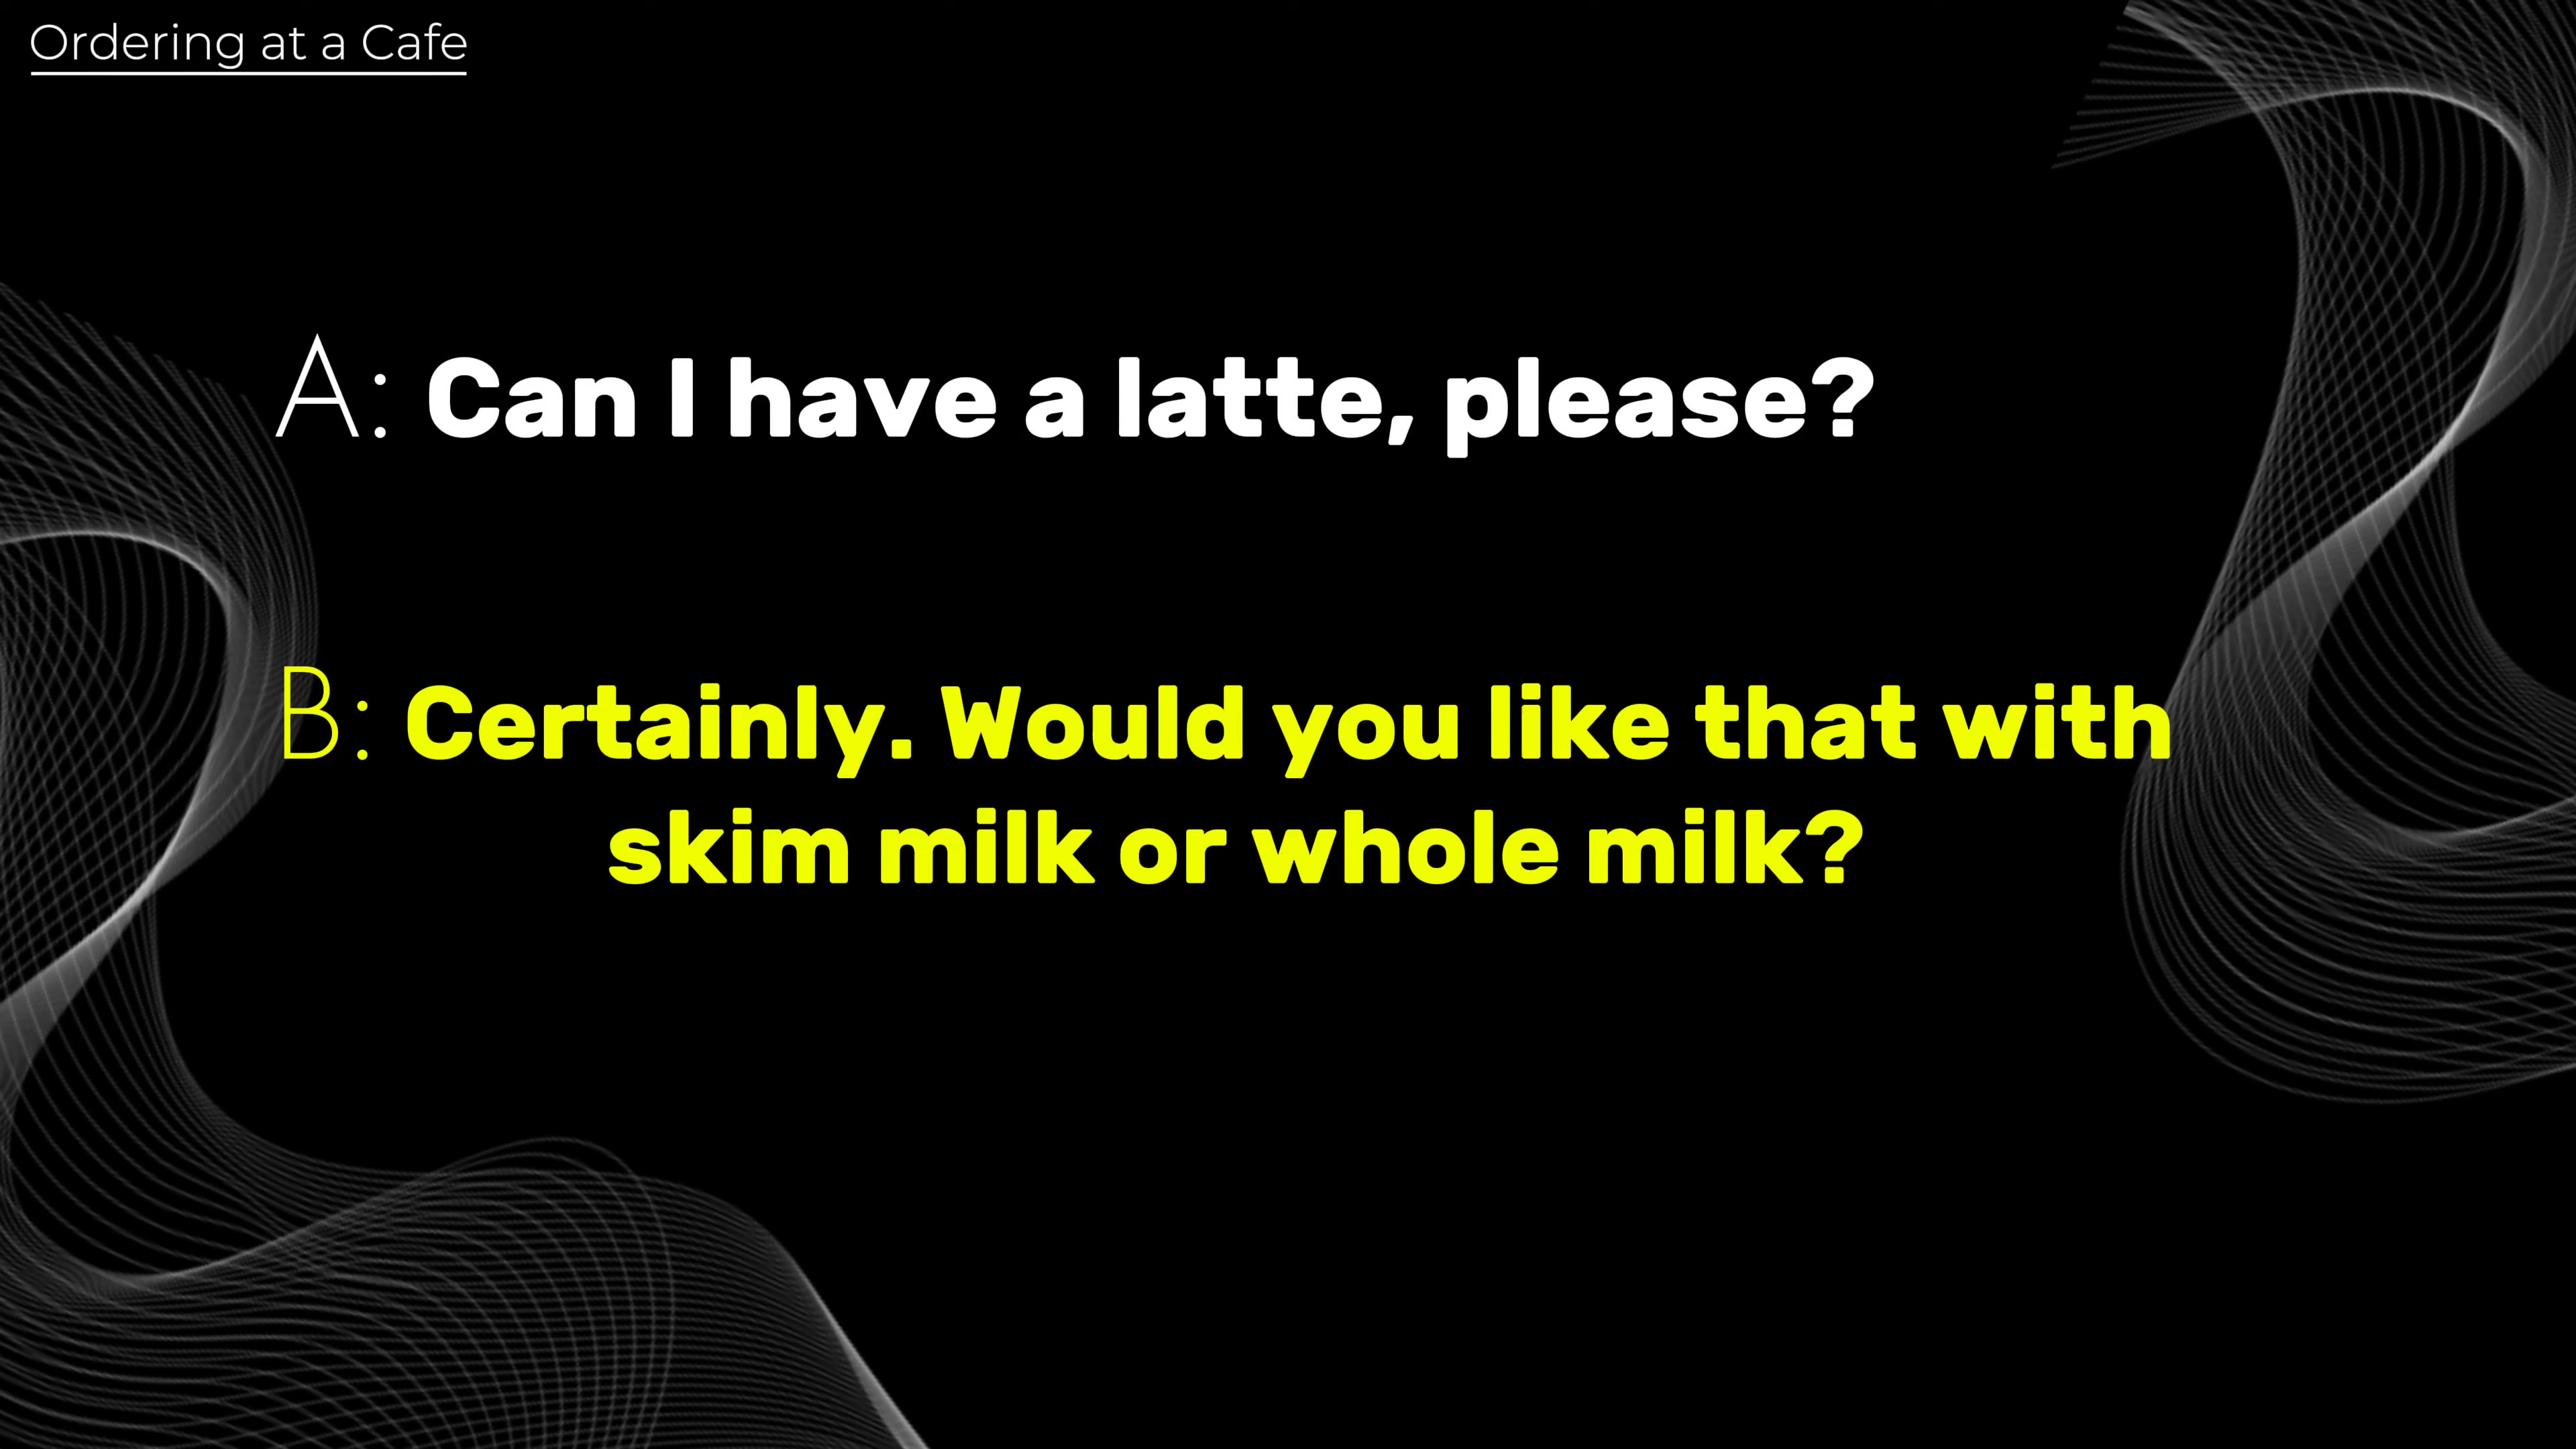 Ordering at a Cafe
A: Can I have a latte, please?
B: Certainly. Would you like that with
skim milk or whole milk?